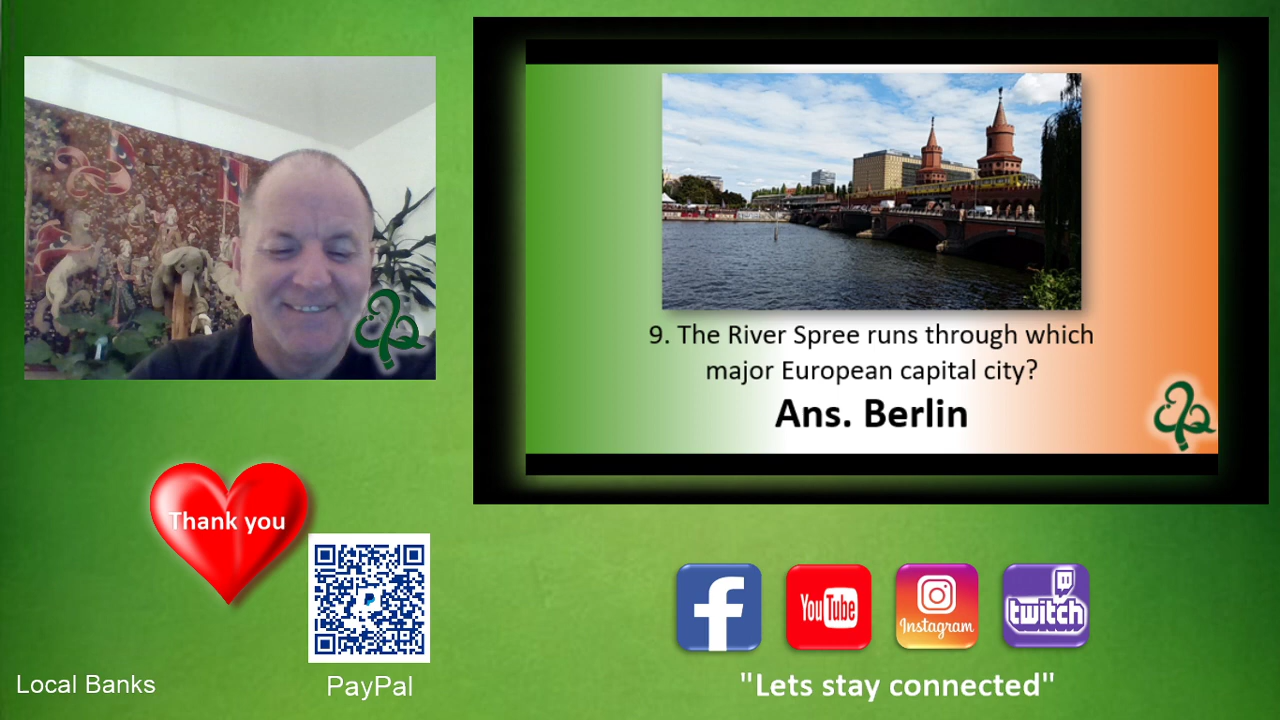 9. The River Spree runs through which
major European capital city?
Ans. Berlin
Thank you
Local Banks
PayPal
YouTube
Instagram
twitch
"Lets stay connected"